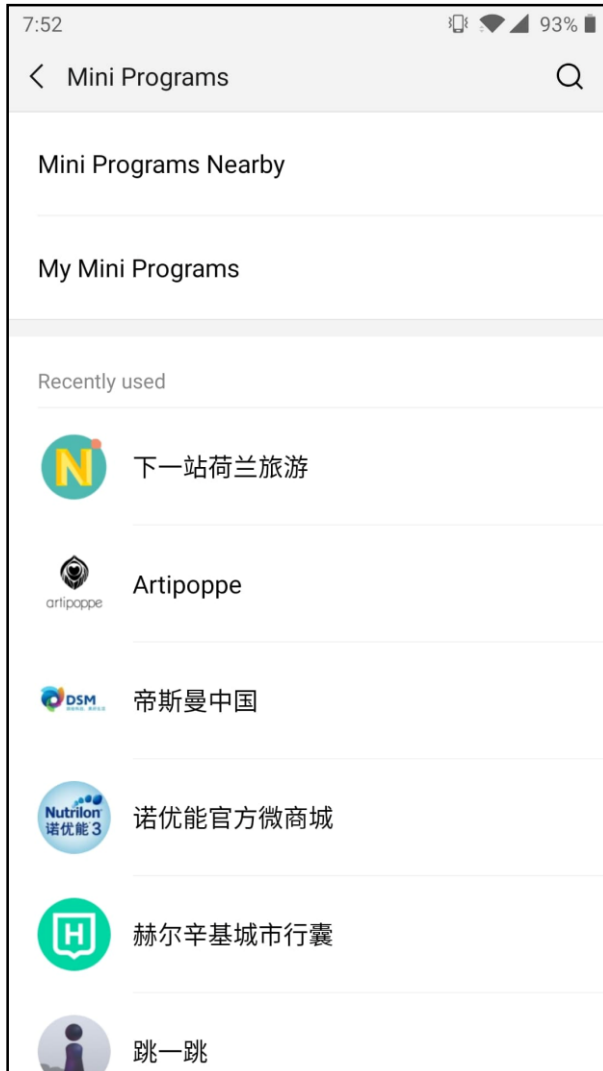 7:52
93%
Mini Programs
Mini Programs Nearby
My Mini Programs
Recently used
N
下一站荷兰旅游
artipoppe
Artipoppe
DSM
帝斯曼中国
Nutrilon
诺优能3
诺优能官方微商城
H
赫尔辛基城市行囊
跳一跳